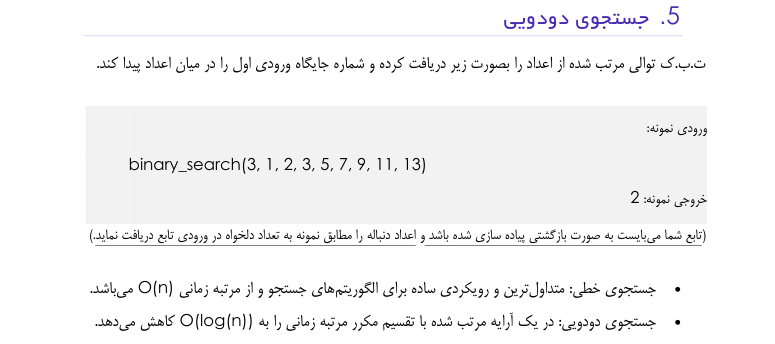 5. جستجوی دودویی
ت.ب.ک توالی مرتب شده از اعداد را بصورت زیر دریافت کرده و شماره جایگاه ورودی اول را در میان اعداد پیدا کند.
ورودی نمونه:
binary_search(3, 1, 2, 3, 5, 7, 9, 11, 13)
خروجی نمونه: 2
(تابع شما می‌بایست به صورت بازگشتی پیاده سازی شده باشد و اعداد دنباله را مطابق نمونه به تعداد دلخواه در ورودی تابع دریافت نماید.)
• جستجوی خطی: متداول‌ترین و رویکردی ساده برای الگوریتم‌های جستجو و از مرتبه زمانی O(n) می‌باشد.
• جستجوی دودویی: در یک آرایه مرتب شده با تقسیم مکرر مرتبه زمانی را به O(log(n)) کاهش می‌دهد.